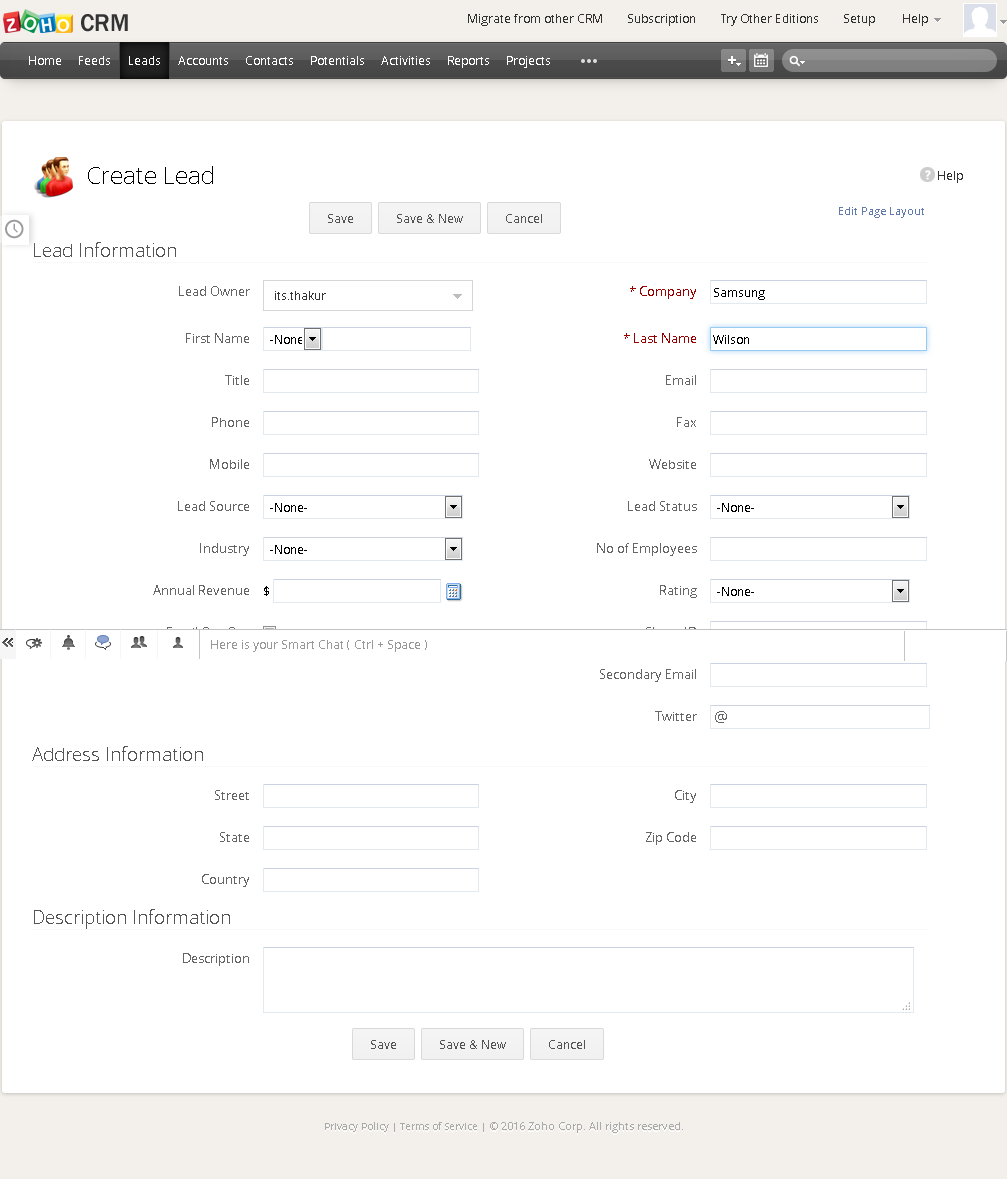 ZOHO CRM
Migrate from other CRM Subscription Try Other Editions Setup Help
Home Feeds Leads Accounts Contacts Potentials Activities Reports Projects •••
Create Lead
? Help
Save Save & New Cancel
Edit Page Layout
Lead Information
Lead Owner its.thakur * Company Samsung
First Name -None * Last Name Wilson
Title Email
Phone Fax
Mobile Website
Lead Source -None- Lead Status -None-
Industry -None- No of Employees
Annual Revenue $ Rating -None-
Here is your Smart Chat ( Ctrl + Space )
Secondary Email
Twitter @
Address Information
Street City
State Zip Code
Country
Description Information
Description
Save Save & New Cancel
Privacy Policy | Terms of Service | © 2016 Zoho Corp. All rights reserved.